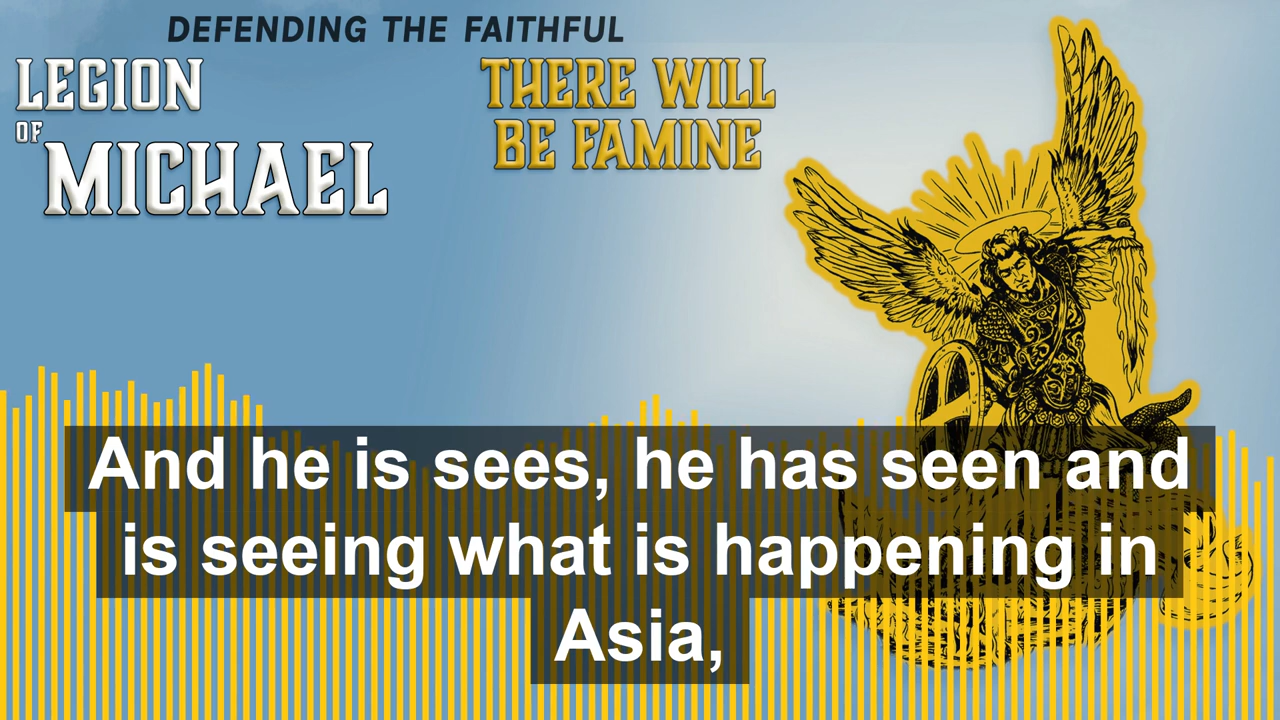 DEFENDING THE FAITHFUL
LEGION
OF
MICHAEL
THERE WILL
BE FAMINE
And he is sees, he has seen and
is seeing what is happening in
Asia,